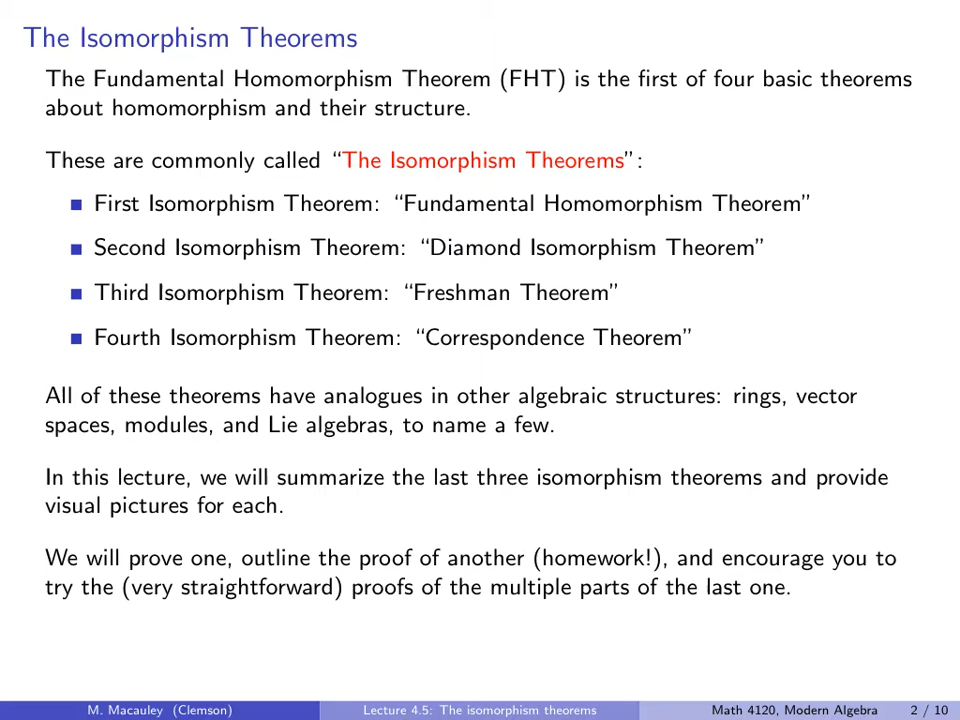 The Isomorphism Theorems
The Fundamental Homomorphism Theorem (FHT) is the first of four basic theorems
about homomorphism and their structure.
These are commonly called “The Isomorphism Theorems”:
First Isomorphism Theorem: “Fundamental Homomorphism Theorem”
Second Isomorphism Theorem: “Diamond Isomorphism Theorem”
Third Isomorphism Theorem: “Freshman Theorem”
Fourth Isomorphism Theorem: “Correspondence Theorem”
All of these theorems have analogues in other algebraic structures: rings, vector
spaces, modules, and Lie algebras, to name a few.
In this lecture, we will summarize the last three isomorphism theorems and provide
visual pictures for each.
We will prove one, outline the proof of another (homework!), and encourage you to
try the (very straightforward) proofs of the multiple parts of the last one.
M. Macauley (Clemson) Lecture 4.5: The isomorphism theorems Math 4120, Modern Algebra 2 / 10